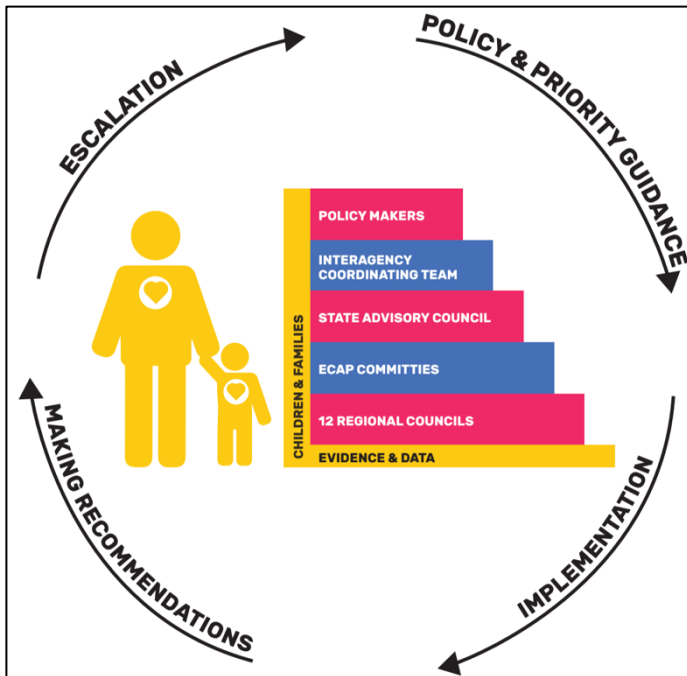 ESCALATION
POLICY & PRIORITY GUIDANCE
CHILDREN & FAMILIES
POLICY MAKERS
INTERAGENCY
COORDINATING TEAM
STATE ADVISORY COUNCIL
ECAP COMMITTIES
12 REGIONAL COUNCILS
EVIDENCE & DATA
MAKING RECOMMENDATIONS
IMPLEMENTATION